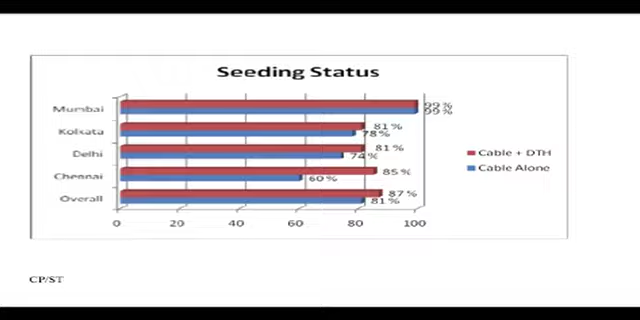 Seeding Status
Mumbai 99%
99%
Kolkata 81%
78%
Delhi 81%
74%
Chennai 85%
60%
Overall 87%
81%
Cable + DTH
Cable Alone
0 20 40 60 80 100
CP/ST